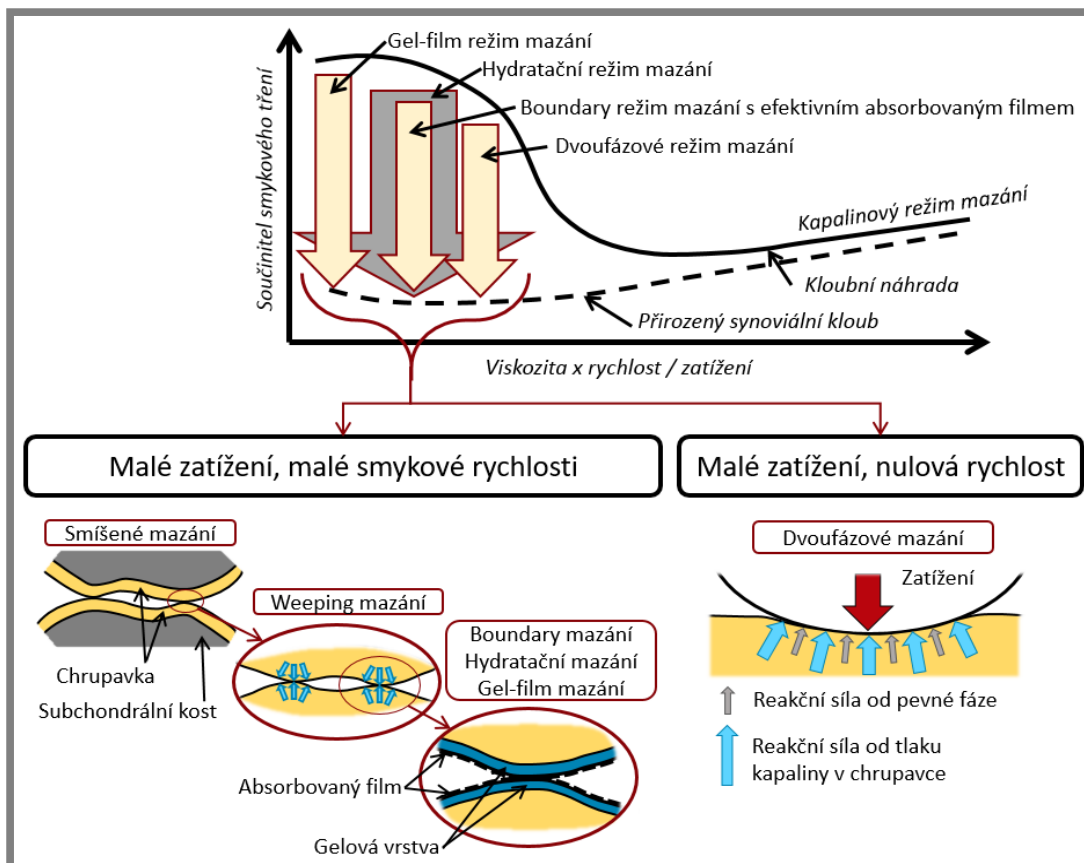 Gel-film režim mazání
Hydratační režim mazání
Boundary režim mazání s efektivním absorbovaným filmem
Dvoufázové režim mazání
Součinitel smykového tření
Kapalinový režim mazání
Kloubní náhrada
Přirozený synoviální kloub
Viskozita x rychlost / zatížení
Malé zatížení, malé smykové rychlosti
Malé zatížení, nulová rychlost
Smíšené mazání
Chrupavka
Subchondrální kost
Weeping mazání
Boundary mazání
Hydratační mazání
Gel-film mazání
Absorbovaný film
Gelová vrstva
Dvoufázové mazání
Zatížení
Reakční síla od pevné fáze
Reakční síla od tlaku
kapaliny v chrupavce